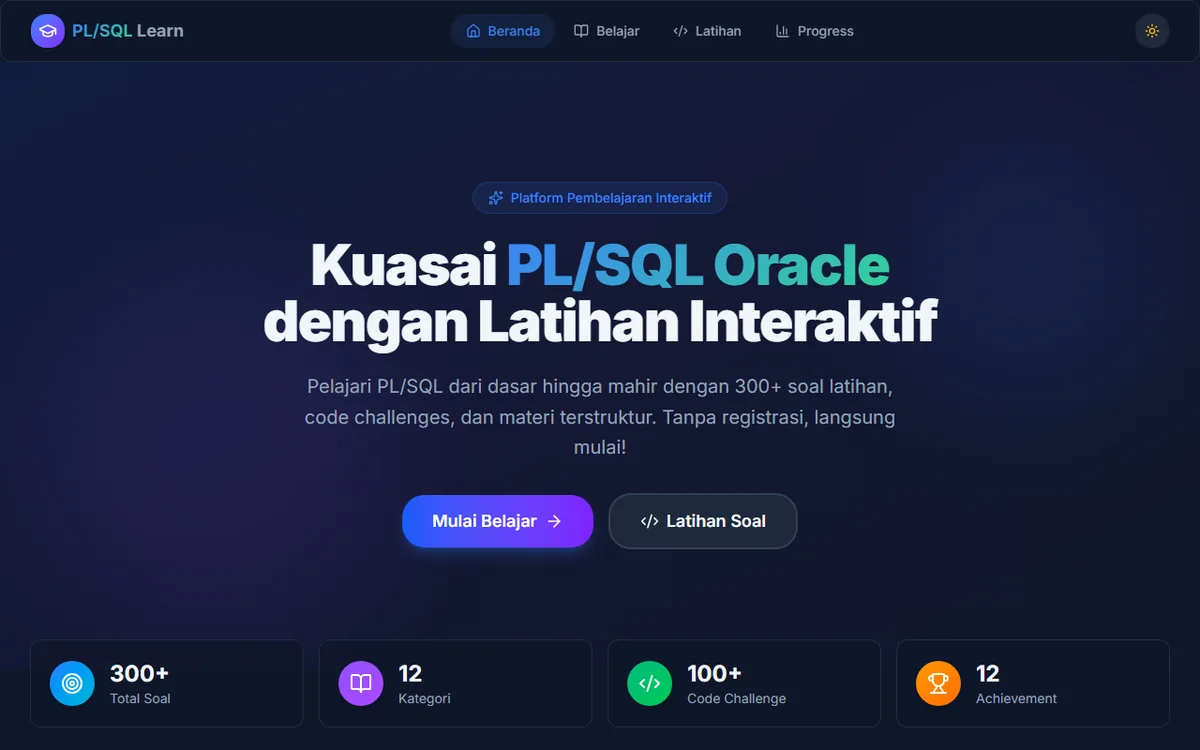 PL/SQL Learn
Beranda
Belajar
Latihan
Progress
Platform Pembelajaran Interaktif
Kuasai PL/SQL Oracle
dengan Latihan Interaktif
Pelajari PL/SQL dari dasar hingga mahir dengan 300+ soal latihan,
code challenges, dan materi terstruktur. Tanpa registrasi, langsung
mulai!
Mulai Belajar
Latihan Soal
300+
Total Soal
12
Kategori
100+
Code Challenge
12
Achievement